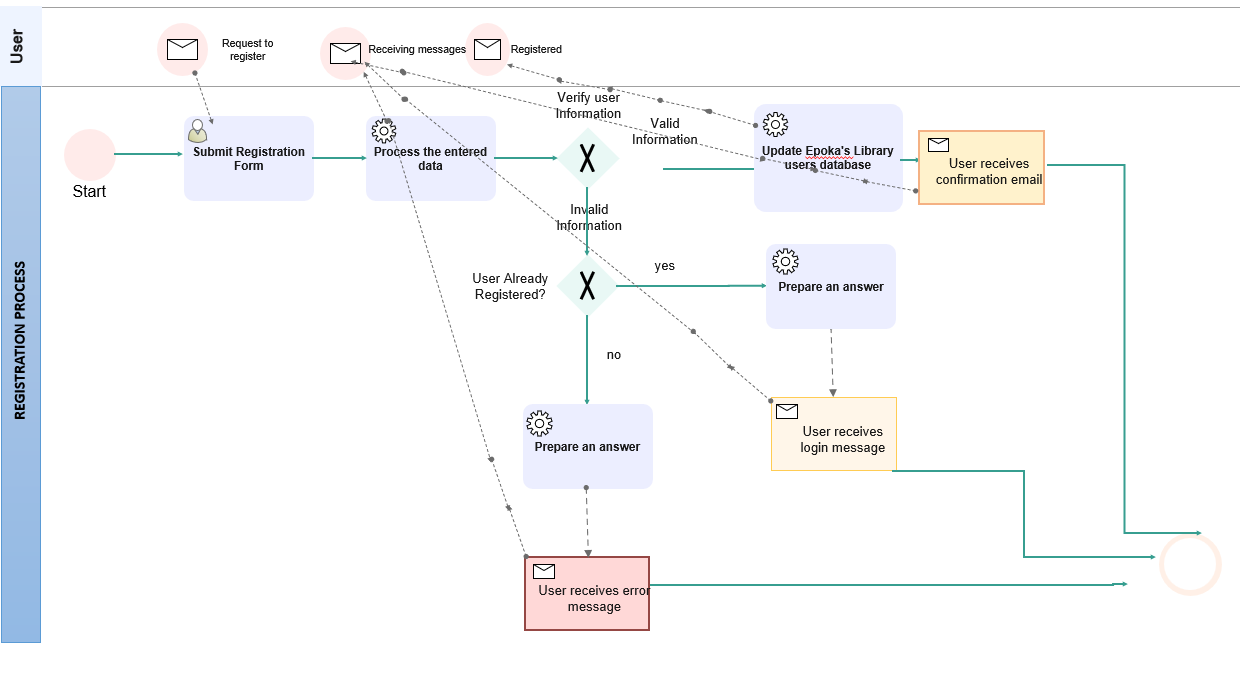 User
Request to
register
Receiving messages
Registered
REGISTRATION PROCESS
Start
Submit Registration
Form
Process the entered
data
Verify user
Information
Valid
Information
Update Epoka's Library
users database
User receives
confirmation email
Invalid
Information
User Already
Registered?
yes
Prepare an answer
no
User receives
login message
Prepare an answer
User receives error
message